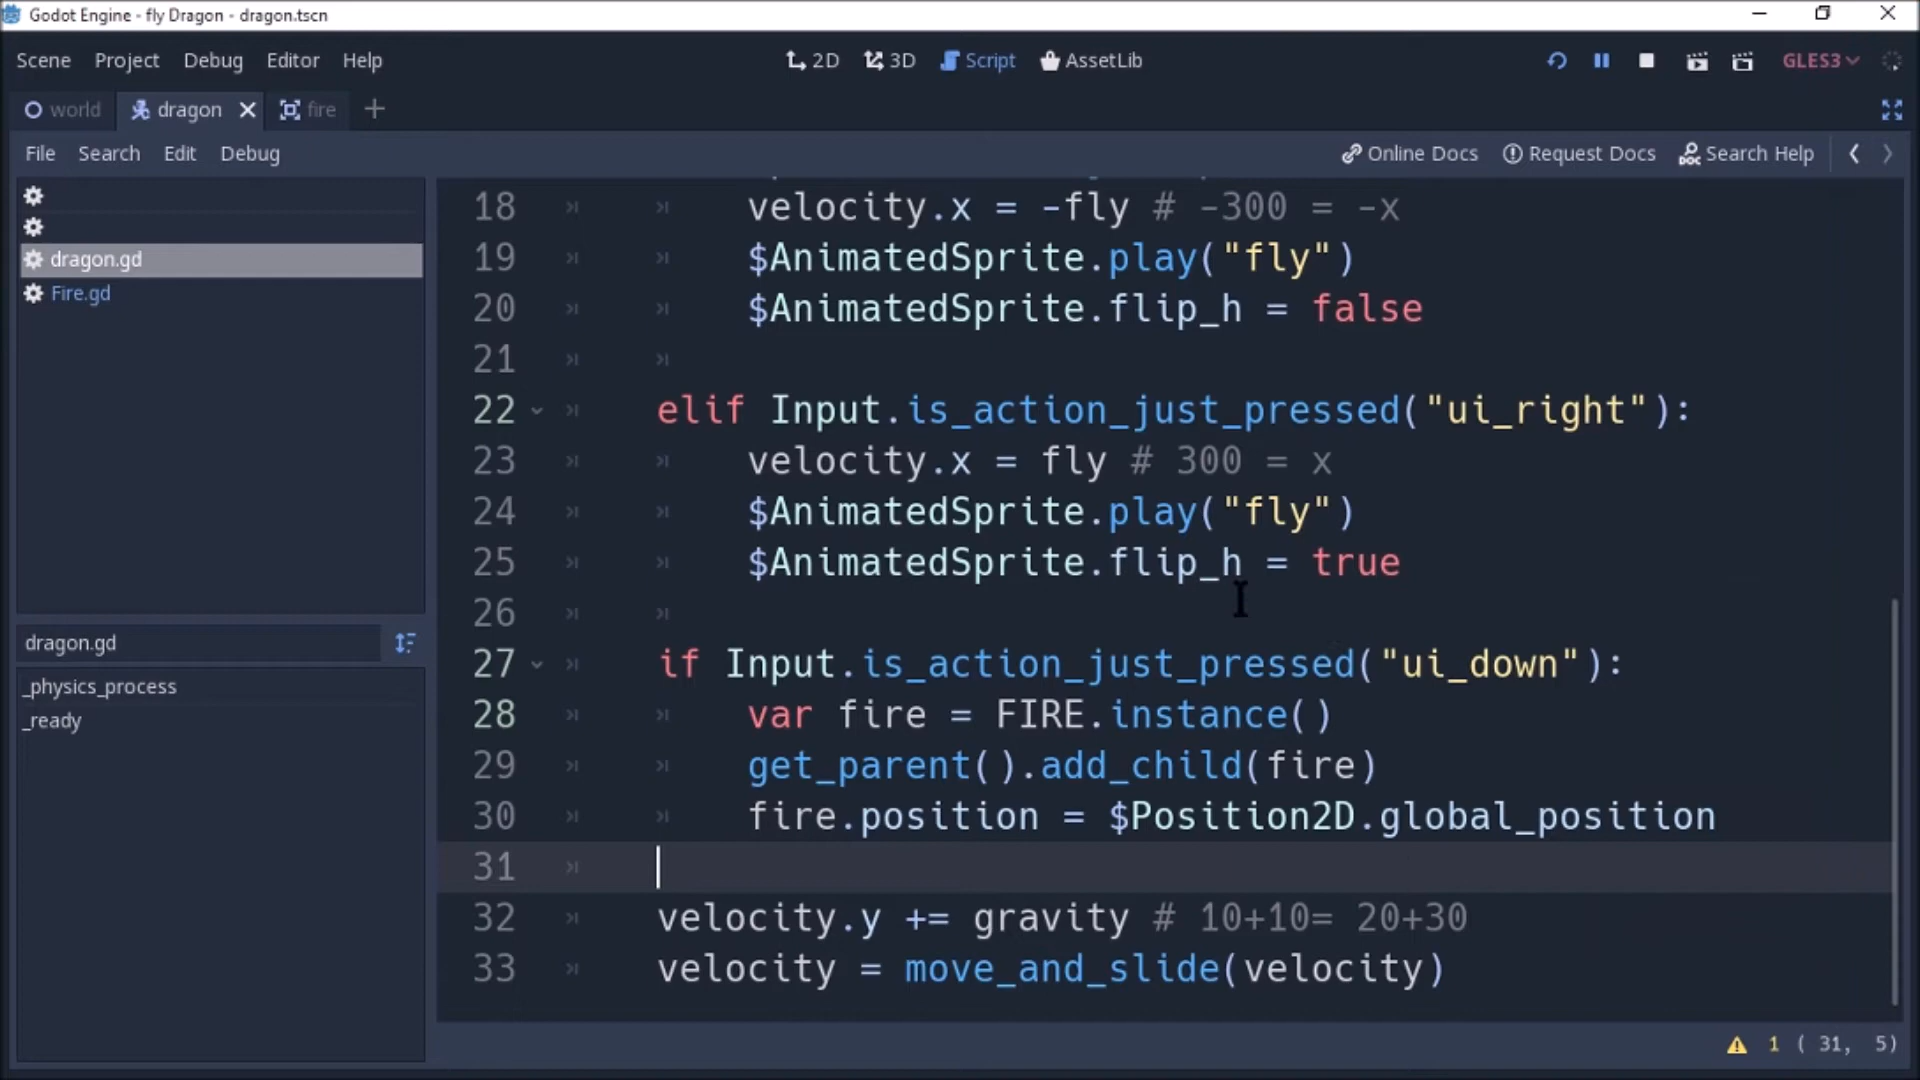 Godot Engine - fly Dragon - dragon.tscn
Scene Project Debug Editor Help 2D 3D Script AssetLib GLES3
world dragon fire
File Search Edit Debug Online Docs Request Docs Search Help
dragon.gd
Fire.gd
dragon.gd
_physics_process
_ready
18 velocity.x = -fly # -300 = -x
19 $AnimatedSprite.play("fly")
20 $AnimatedSprite.flip_h = false
21
22 elif Input.is_action_just_pressed("ui_right"):
23 velocity.x = fly # 300 = x
24 $AnimatedSprite.play("fly")
25 $AnimatedSprite.flip_h = true
26
27 if Input.is_action_just_pressed("ui_down"):
28 var fire = FIRE.instance()
29 get_parent().add_child(fire)
30 fire.position = $Position2D.global_position
31
32 velocity.y += gravity # 10+10= 20+30
33 velocity = move_and_slide(velocity)
1 ( 31, 5)